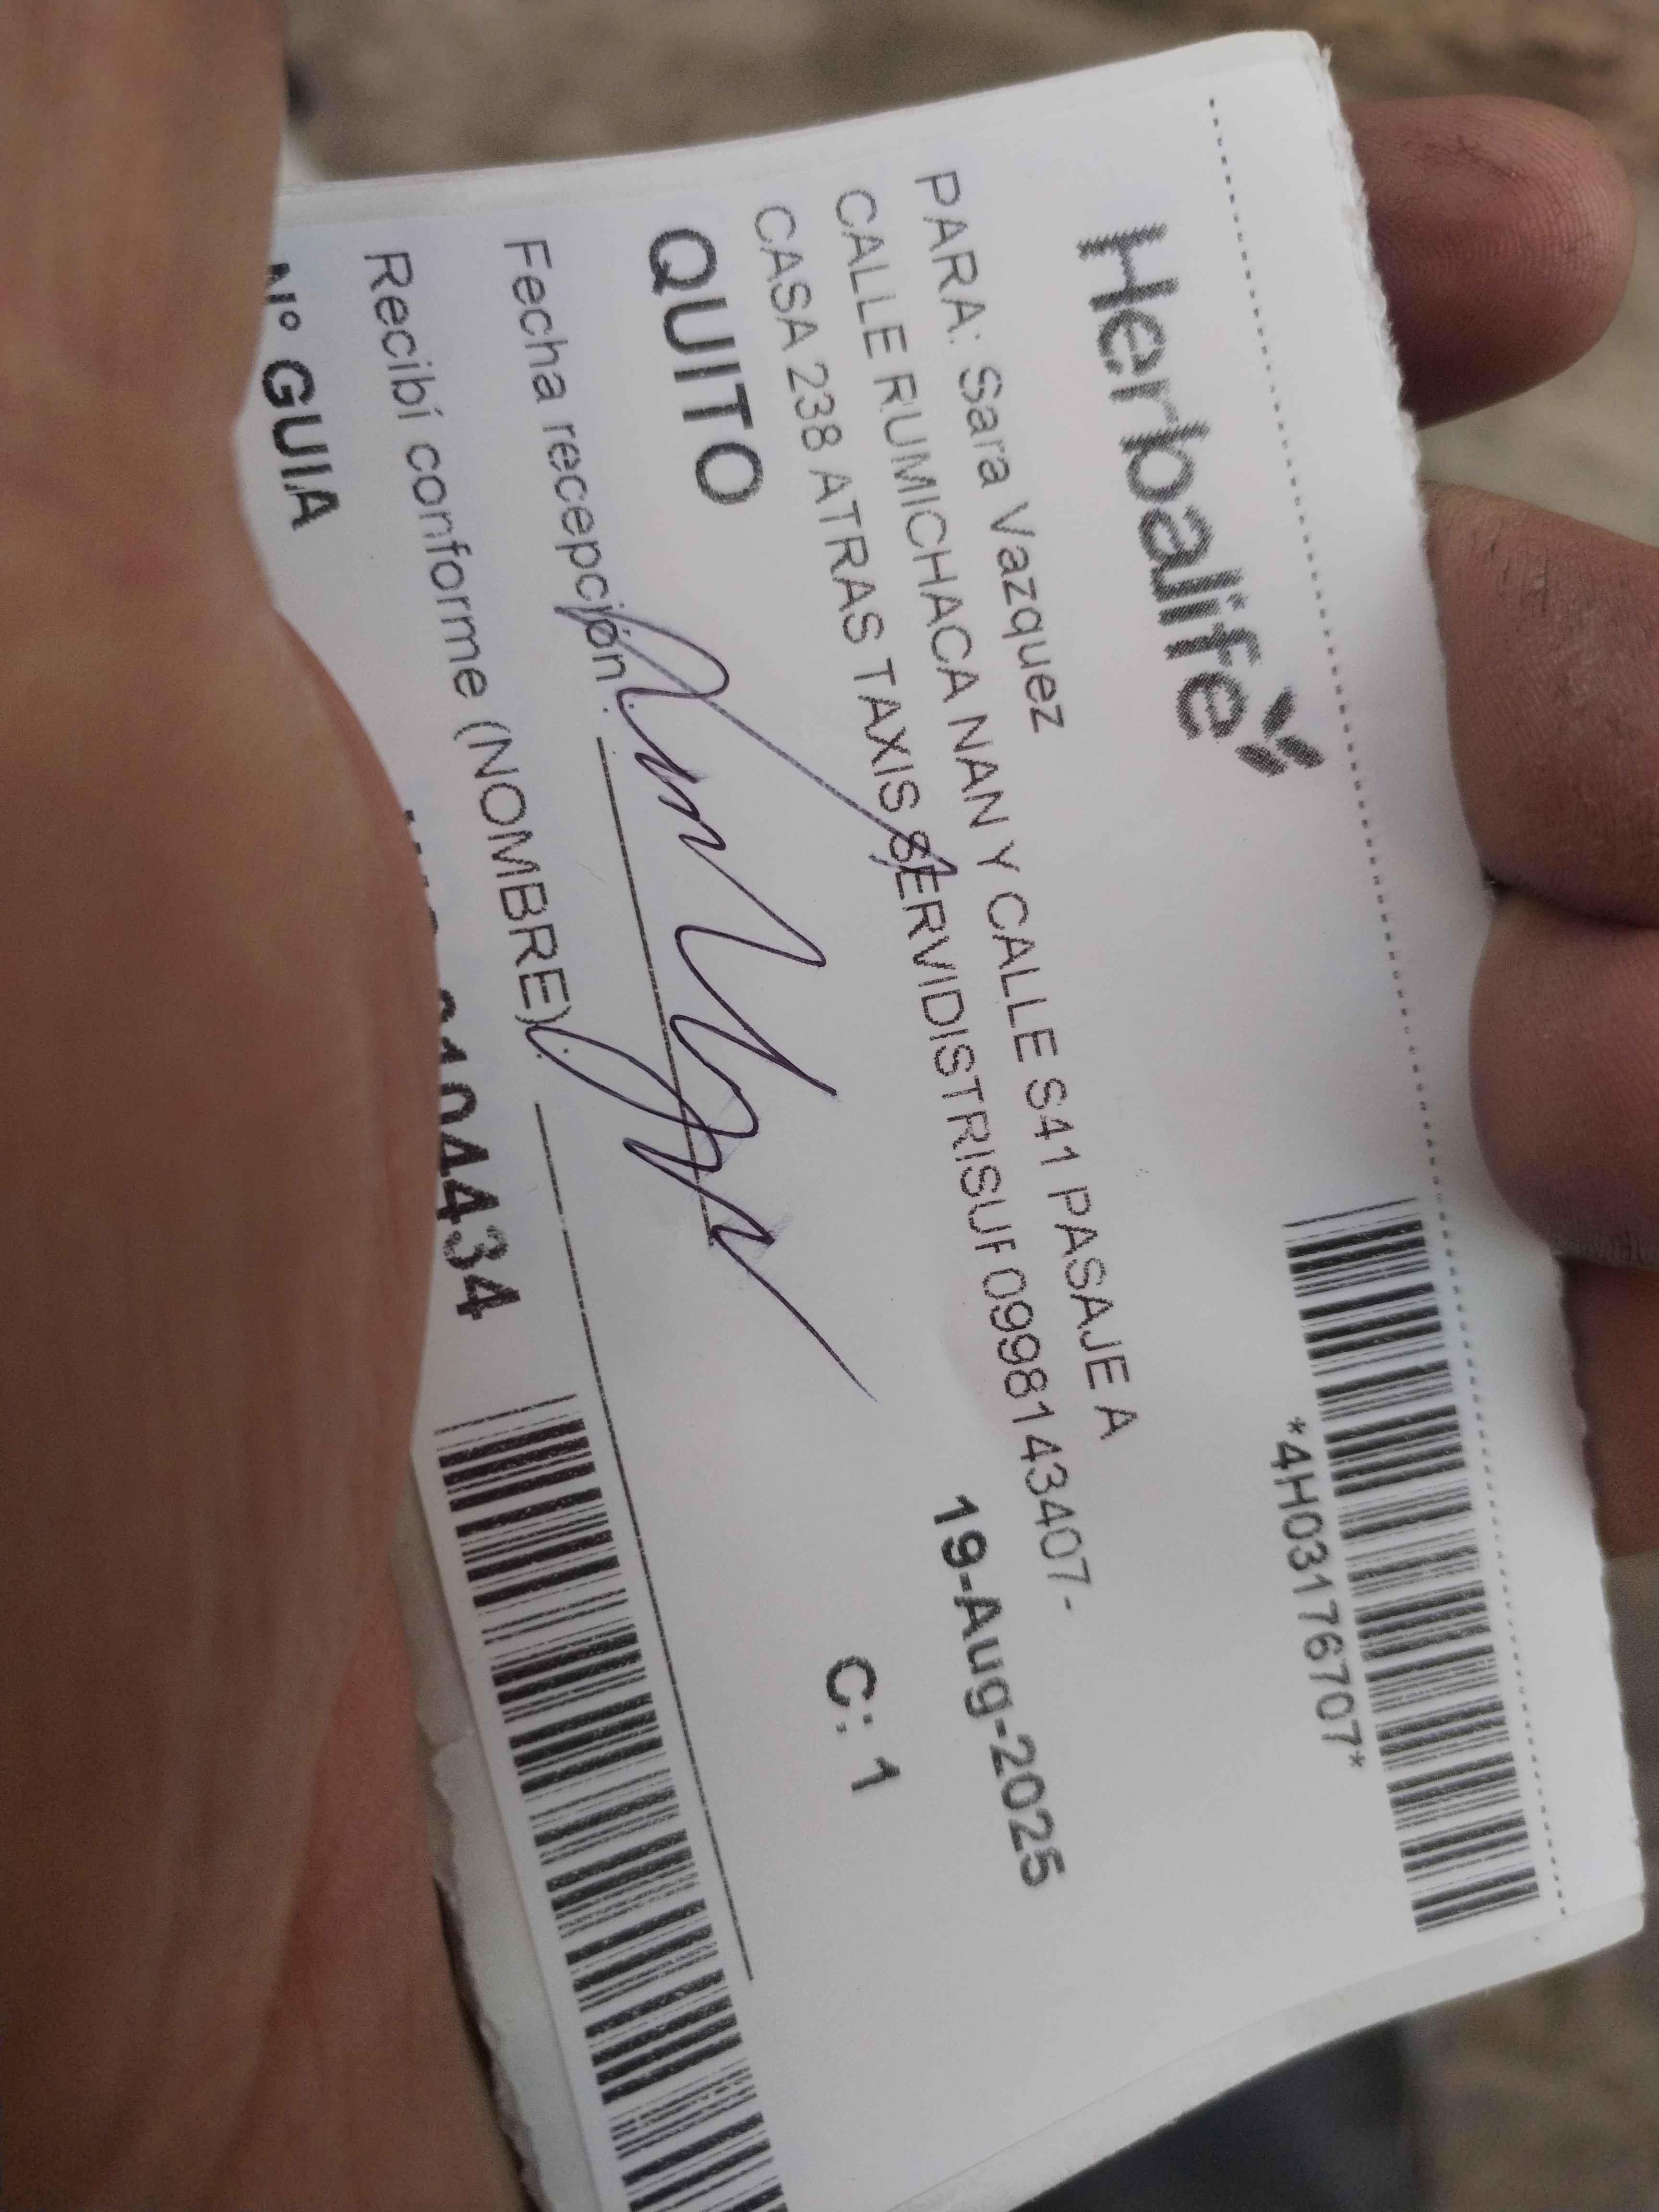 Herbalife
*4H03176707*
PARA: Sara Vazquez
CALLE RUMICHACA NAN Y CALLE S41 PASAJE A
CASA 238 ATRAS TAXIS SERVIDISTRISUF 0998143407-
19-Aug-2025
QUITO
C: 1
Fecha recepción:
Recibí conforme (NOMBRE):
N° GUIA